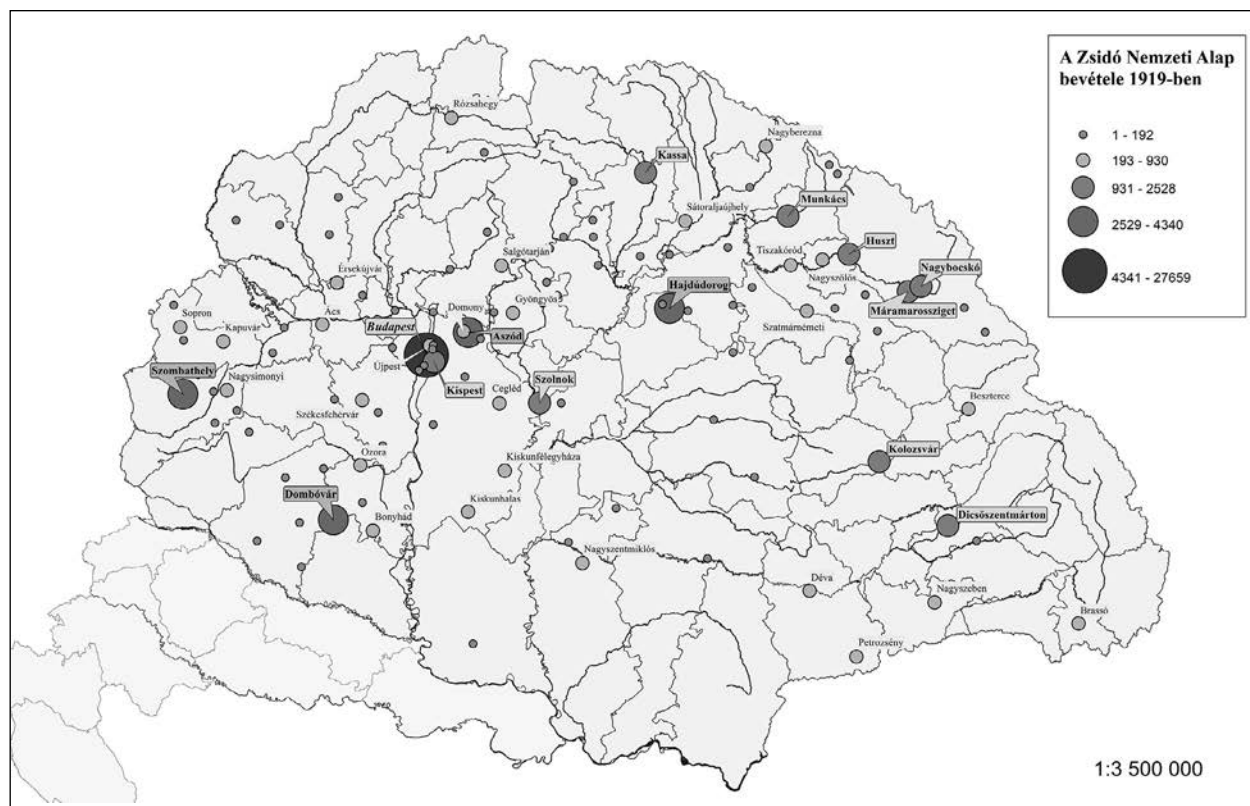 A Zsidó Nemzeti Alap
bevétele 1919-ben
1 - 192
193 - 930
931 - 2528
2529 - 4340
4341 - 27659
Rózsahegy
Nagyberezna
Kassa
Munkács
Sátoraljaújhely
Huszt
Salgótarján
Tiszakóród
Nagyszőlős
Nagybocskó
Érsekújvár
Hajdúdorog
Máramarossziget
Domony
Gyöngyös
Sopron
Ács
Kapuvár
Budapest
Aszód
Szatmárnémeti
Újpest
Szombathely
Nagysimonyi
Kispest
Cegléd
Szolnok
Székesfehérvár
Beszterce
Ozora
Kiskunfélegyháza
Kolozsvár
Dombóvár
Bonyhád
Kiskunhalas
Dicsőszentmárton
Nagyszentmiklós
Déva
Nagyszeben
Brassó
Petrozsény
1:3 500 000